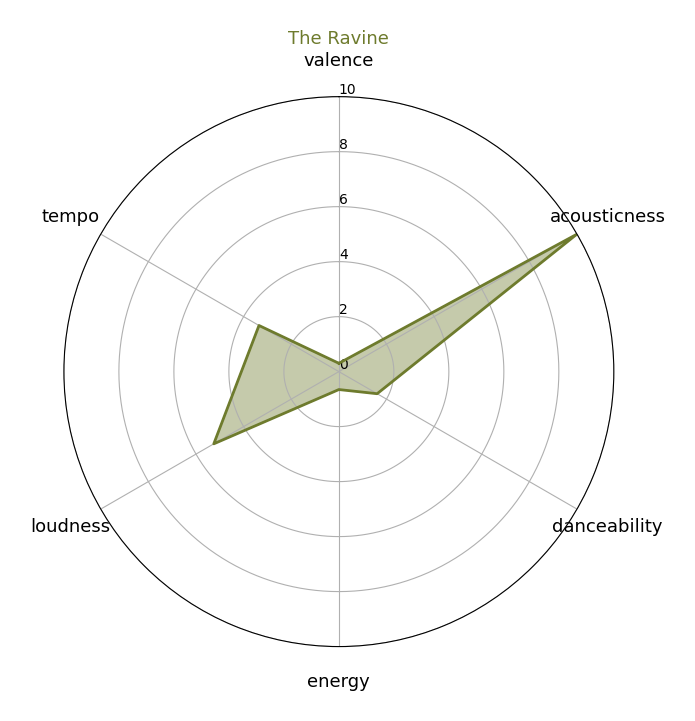 The Ravine
valence
10
8
acousticness
tempo
6
4
2
0
loudness
danceability
energy